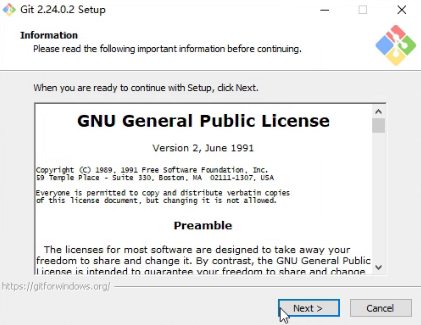 Git 2.24.0.2 Setup
Information
Please read the following important information before continuing.
When you are ready to continue with Setup, click Next.
GNU General Public License
Version 2, June 1991
Copyright (C) 1989, 1991 Free Software Foundation, Inc.
59 Temple Place - Suite 330, Boston, MA  02111-1307, USA
Everyone is permitted to copy and distribute verbatim copies
of this license document, but changing it is not allowed.
Preamble
The licenses for most software are designed to take away your
freedom to share and change it. By contrast, the GNU General Public
License is intended to guarantee your freedom to share and change
https://gitforwindows.org/
Next >
Cancel